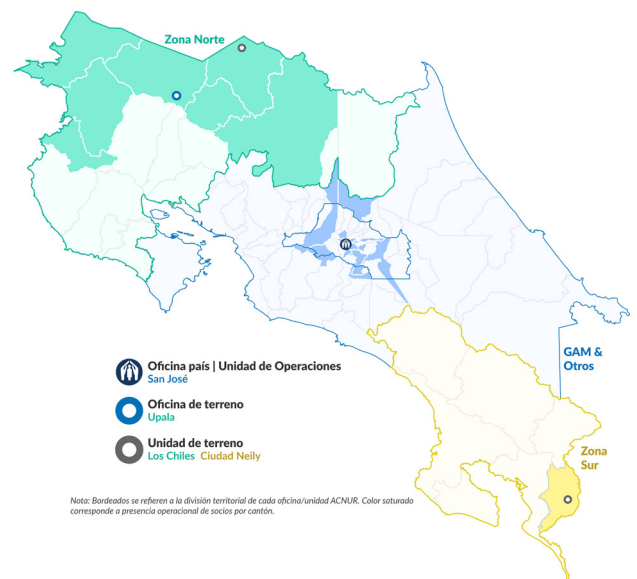 Zona Norte
GAM &
Otros
Oficina país | Unidad de Operaciones
San José
Oficina de terreno
Upala
Unidad de terreno
Los Chiles Ciudad Neily
Zona
Sur
Nota: Bordeados se refieren a la división territorial de cada oficina/unidad ACNUR. Color saturado
corresponde a presencia operacional de socios por cantón.